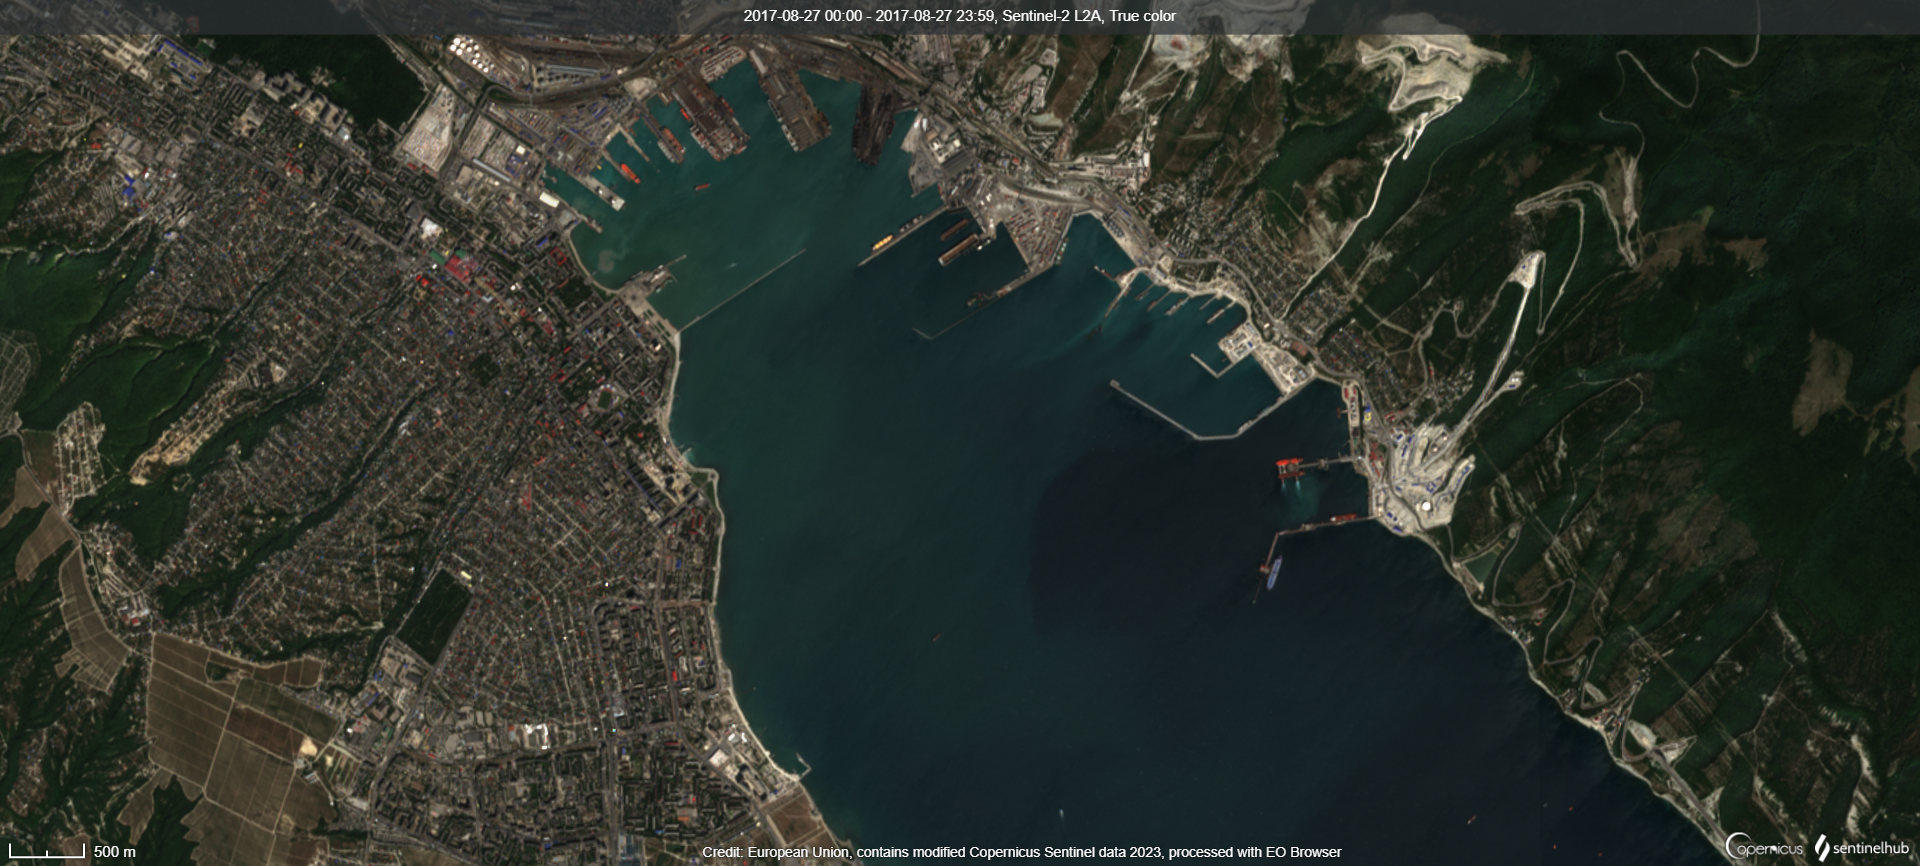 2017-08-27 00:00 - 2017-08-27 23:59, Sentinel-2 L2A, True color
500 m
Credit: European Union, contains modified Copernicus Sentinel data 2023, processed with EO Browser
opernicus
sentinelhub